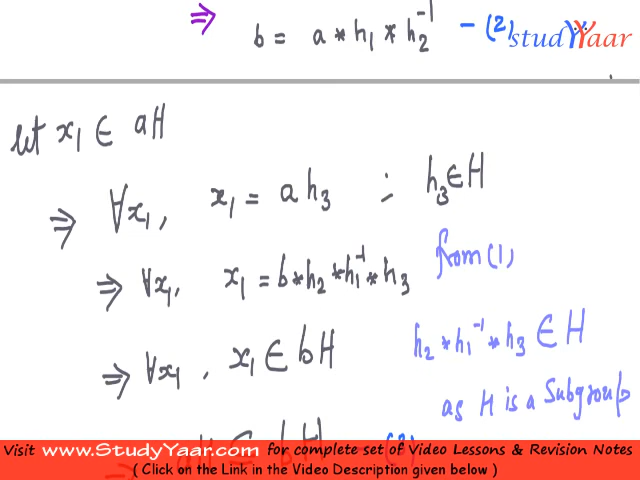 ⇒ b = a * h₁ * h₂⁻¹ – (2)
studYYaar
let x₁ ∈ aH
⇒ ∀x₁, x₁ = a h₃ : h₃ ∈ H
⇒ ∀x₁, x₁ = b * h₂ * h₁⁻¹ * h₃ from (1)
⇒ ∀x₁, x₁ ∈ bH h₂ * h₁⁻¹ * h₃ ∈ H
as H is a Subgroup
Visit www.StudyYaar.com for complete set of Video Lessons & Revision Notes
( Click on the Link in the Video Description given below )